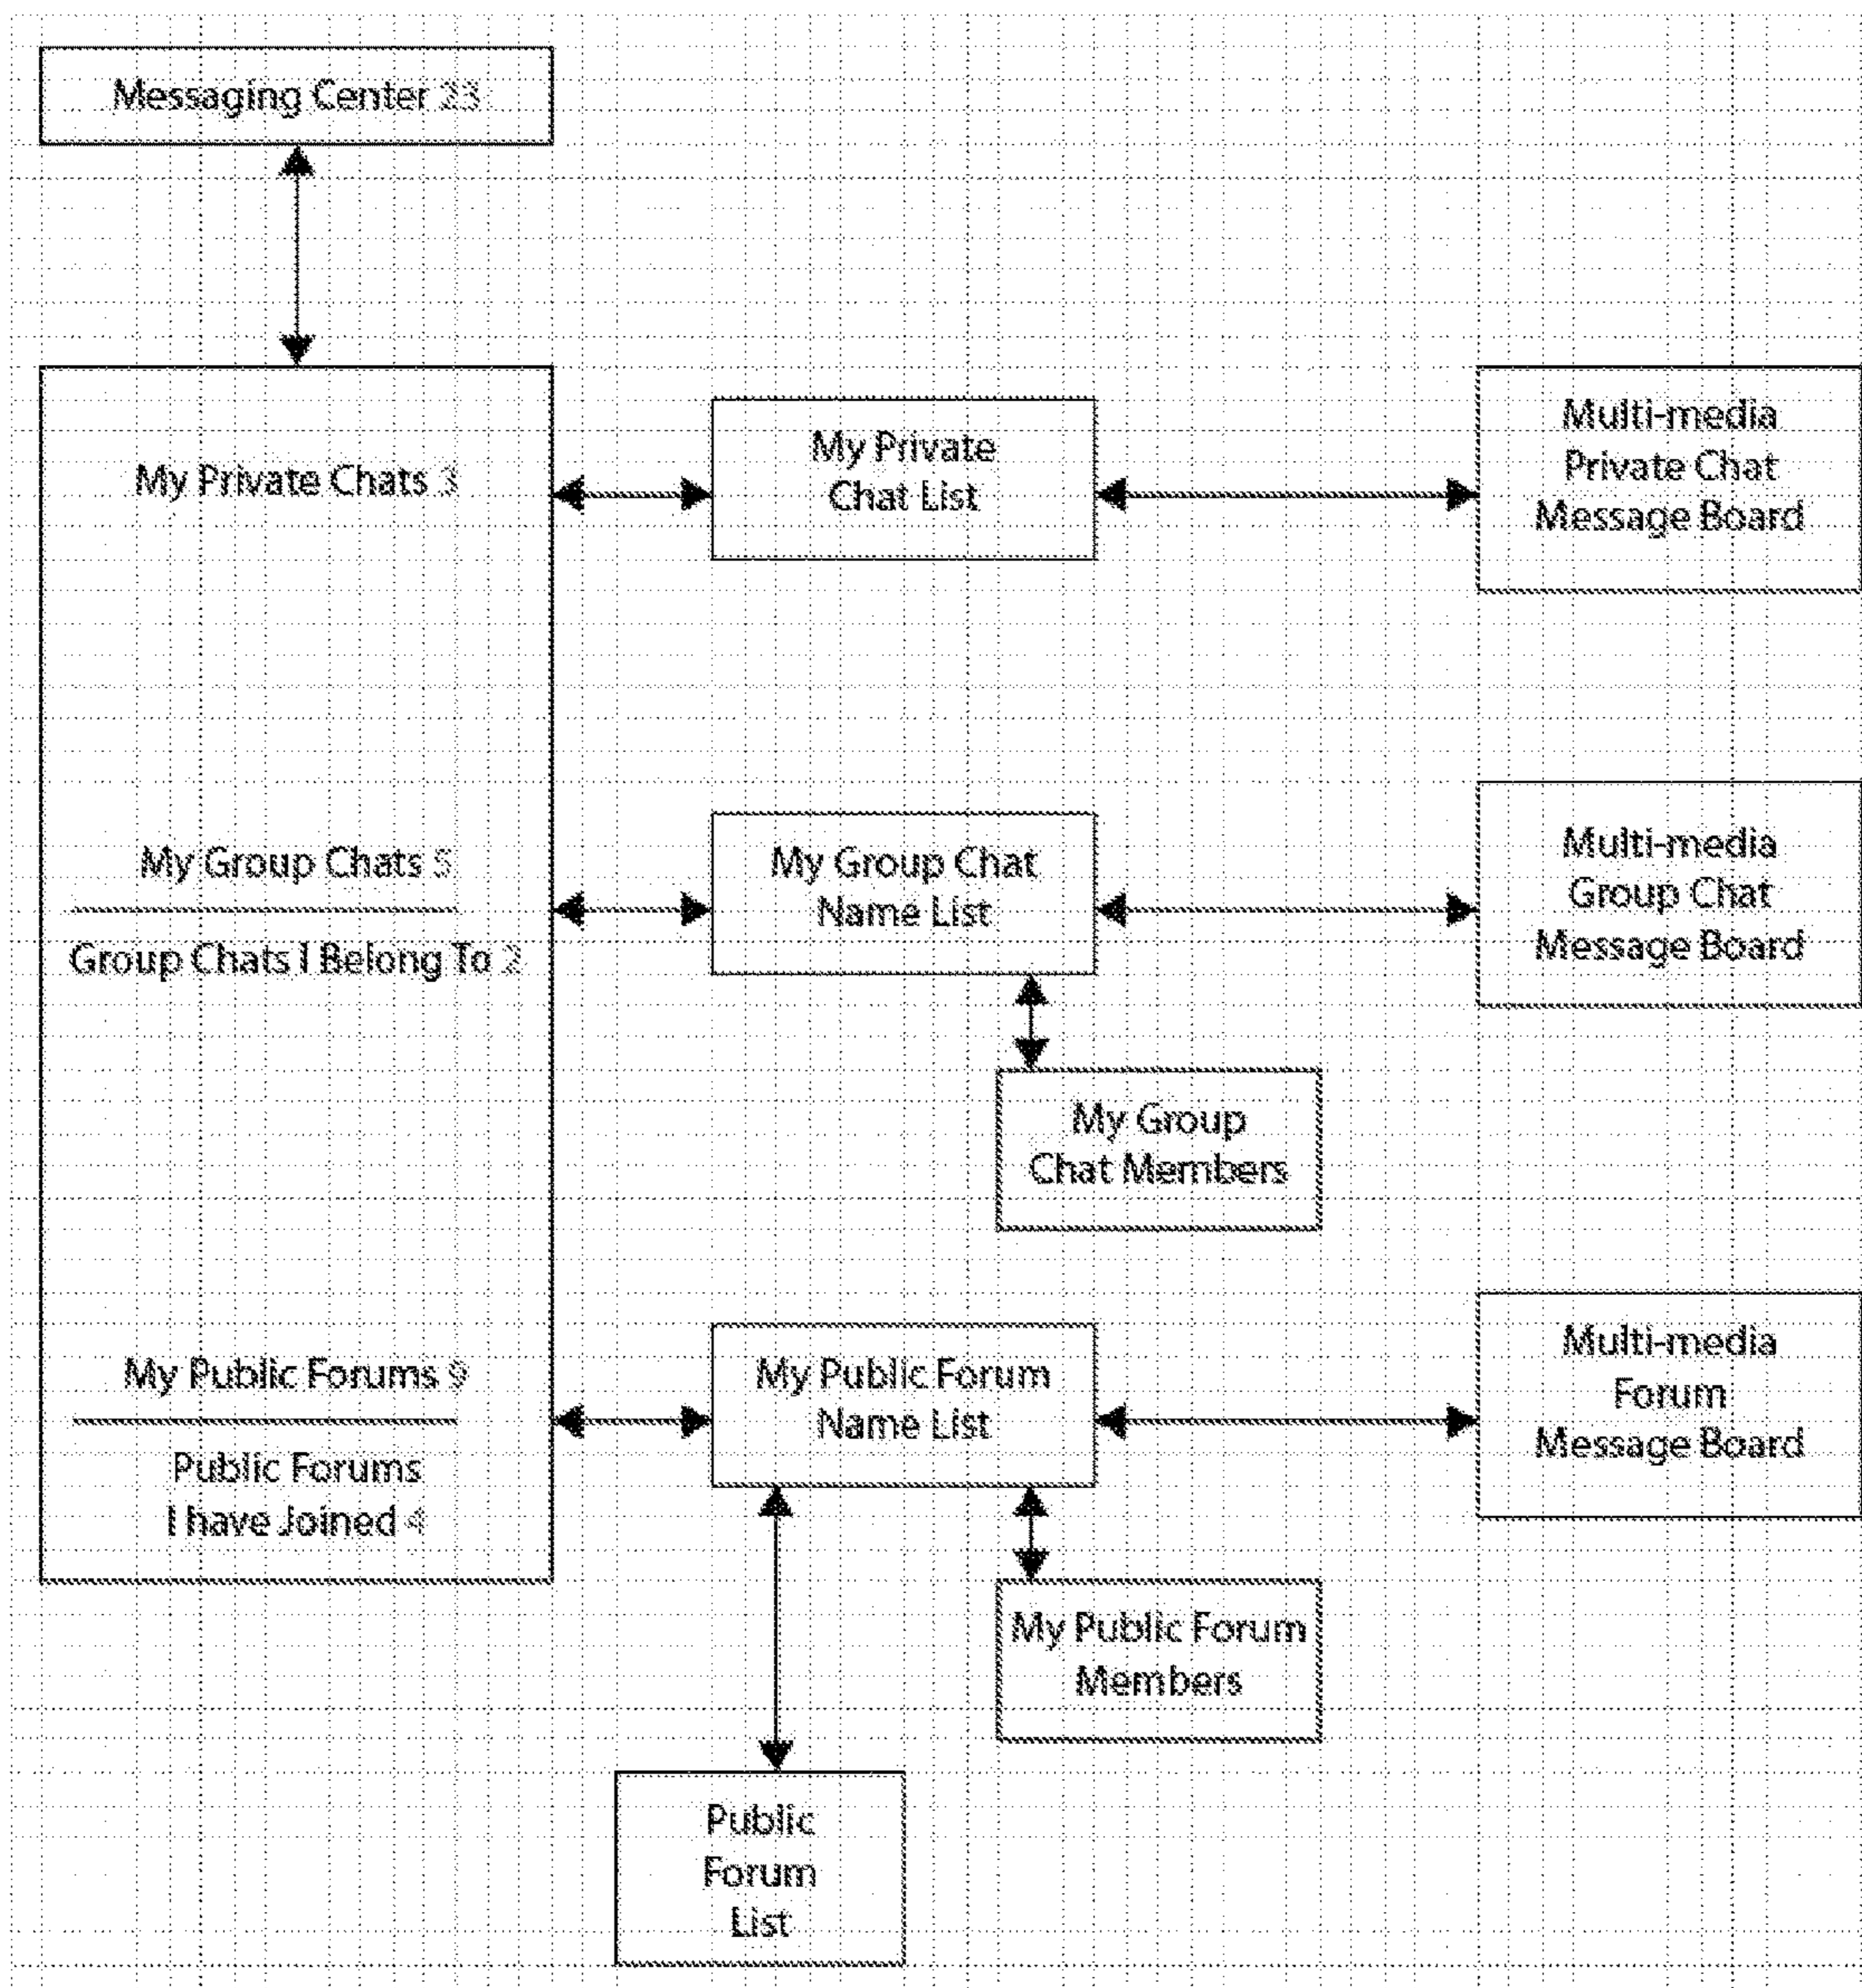 Messaging Center 23
My Private Chats 3
My Private
Chat List
Multi-media
Private Chat
Message Board
My Group Chats 5
Group Chats I Belong To 2
My Group Chat
Name List
Multi-media
Group Chat
Message Board
My Group
Chat Members
My Public Forums 9
Public Forums
I have Joined 4
My Public Forum
Name List
Multi-media
Forum
Message Board
My Public Forum
Members
Public
Forum
List